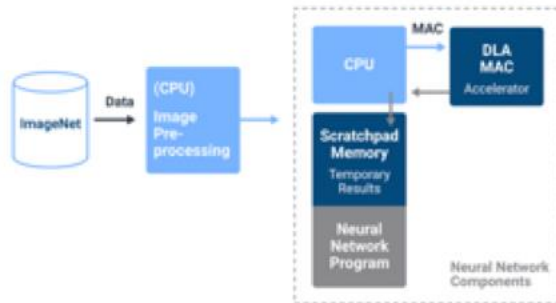 ImageNet
Data
(CPU)
Image
Pre-
processing
CPU
MAC
DLA
MAC
Accelerator
Scratchpad
Memory
Temporary
Results
Neural
Network
Program
Neural Network
Components